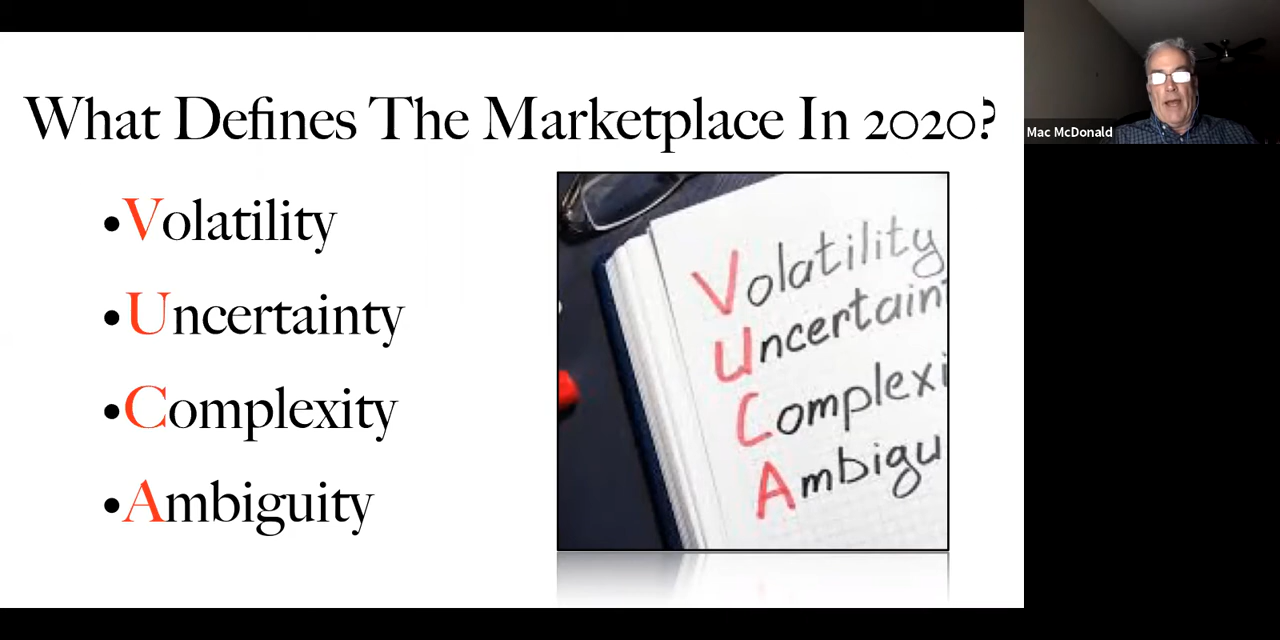 What Defines The Marketplace In 2020?
•Volatility
•Uncertainty
•Complexity
•Ambiguity
Volatility
Uncertain
Complexi
Ambigu
Mac McDonald